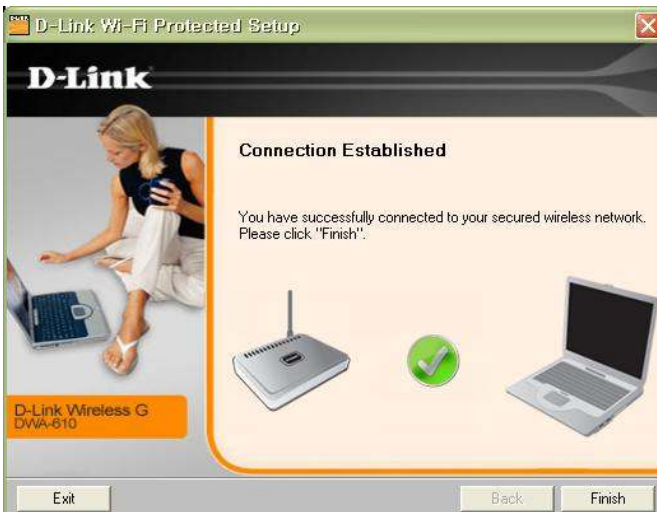 D-Link Wi-Fi Protected Setup
D-Link
Connection Established
You have successfully connected to your secured wireless network.
Please click "Finish".
D-Link Wireless G
DWA-610
Exit
Back
Finish